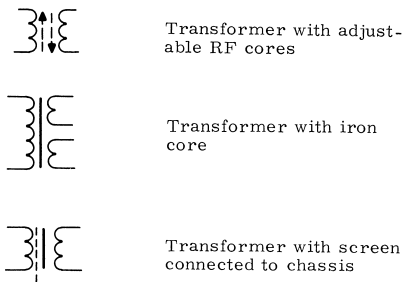 Transformer with adjust-
able RF cores
Transformer with iron
core
Transformer with screen
connected to chassis